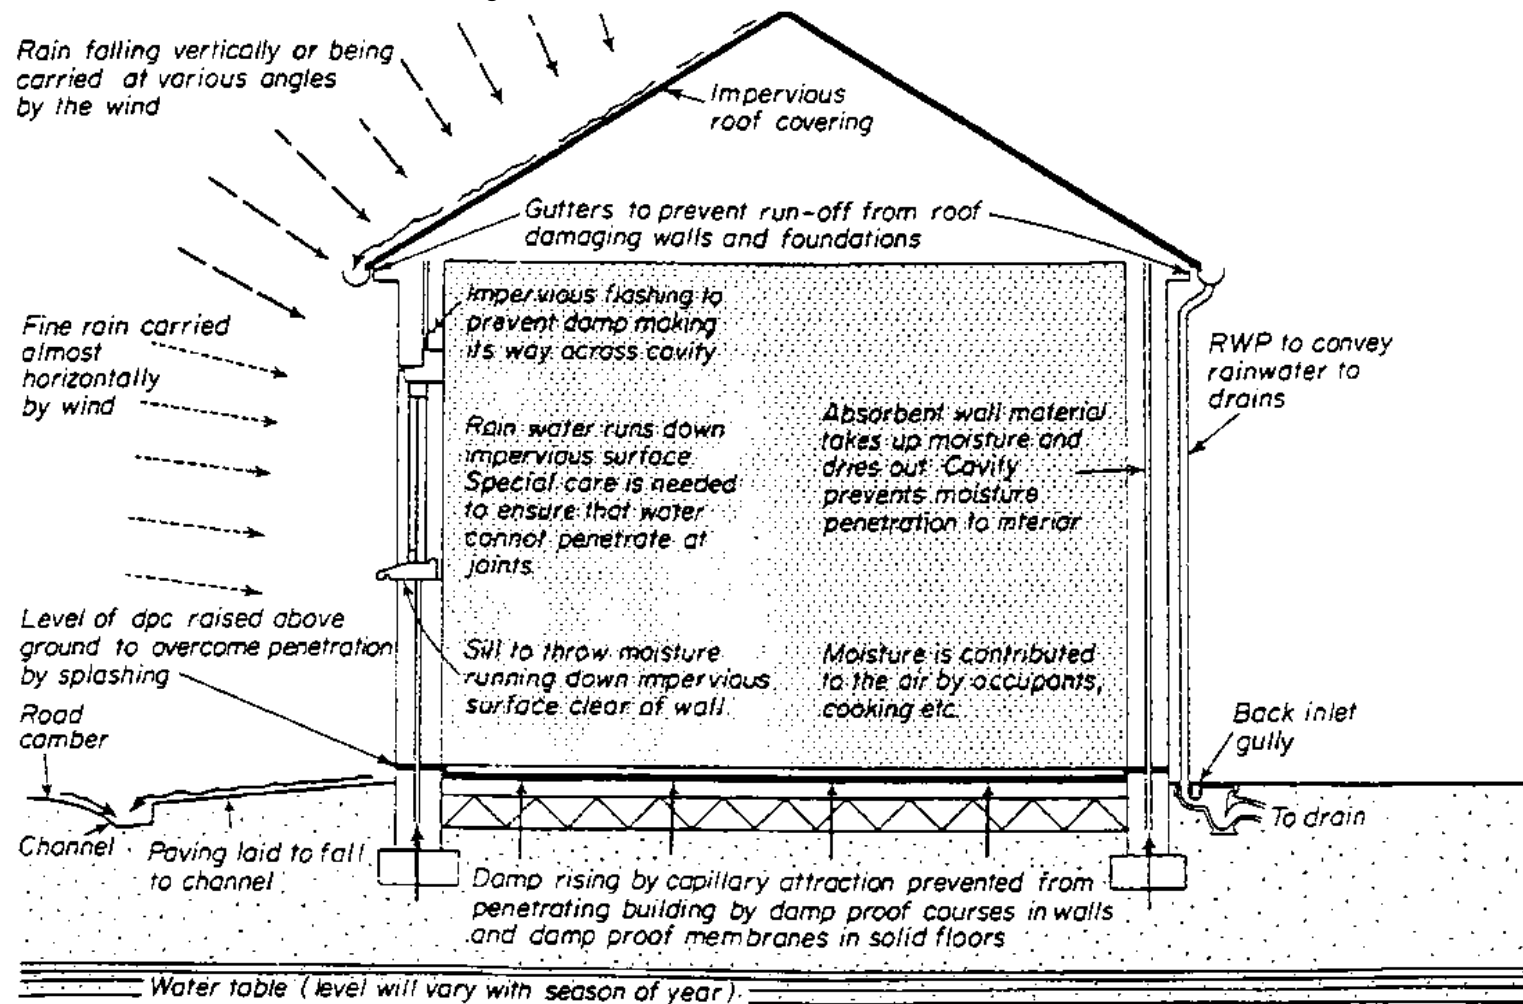 Rain falling vertically or being
carried at various angles
by the wind
Impervious
roof covering
Gutters to prevent run-off from roof
damaging walls and foundations
Impervious flashing to
prevent damp making
its way across cavity
Fine rain carried
almost
horizontally
by wind
RWP to convey
rainwater to
drains
Rain water runs down
impervious surface
Special care is needed
to ensure that water
cannot penetrate at
joints.
Absorbent wall material
takes up moisture and
dries out Cavity
prevents moisture
penetration to interior
Level of dpc raised above
ground to overcome penetration
by splashing
Sill to throw moisture
running down impervious
surface clear of wall.
Moisture is contributed
to the air by occupants,
cooking etc.
Road
camber
Back inlet
gully
Channel
Paving laid to fall
to channel
To drain
Damp rising by capillary attraction prevented from
penetrating building by damp proof courses in walls
and damp proof membranes in solid floors
Water table (level will vary with season of year).